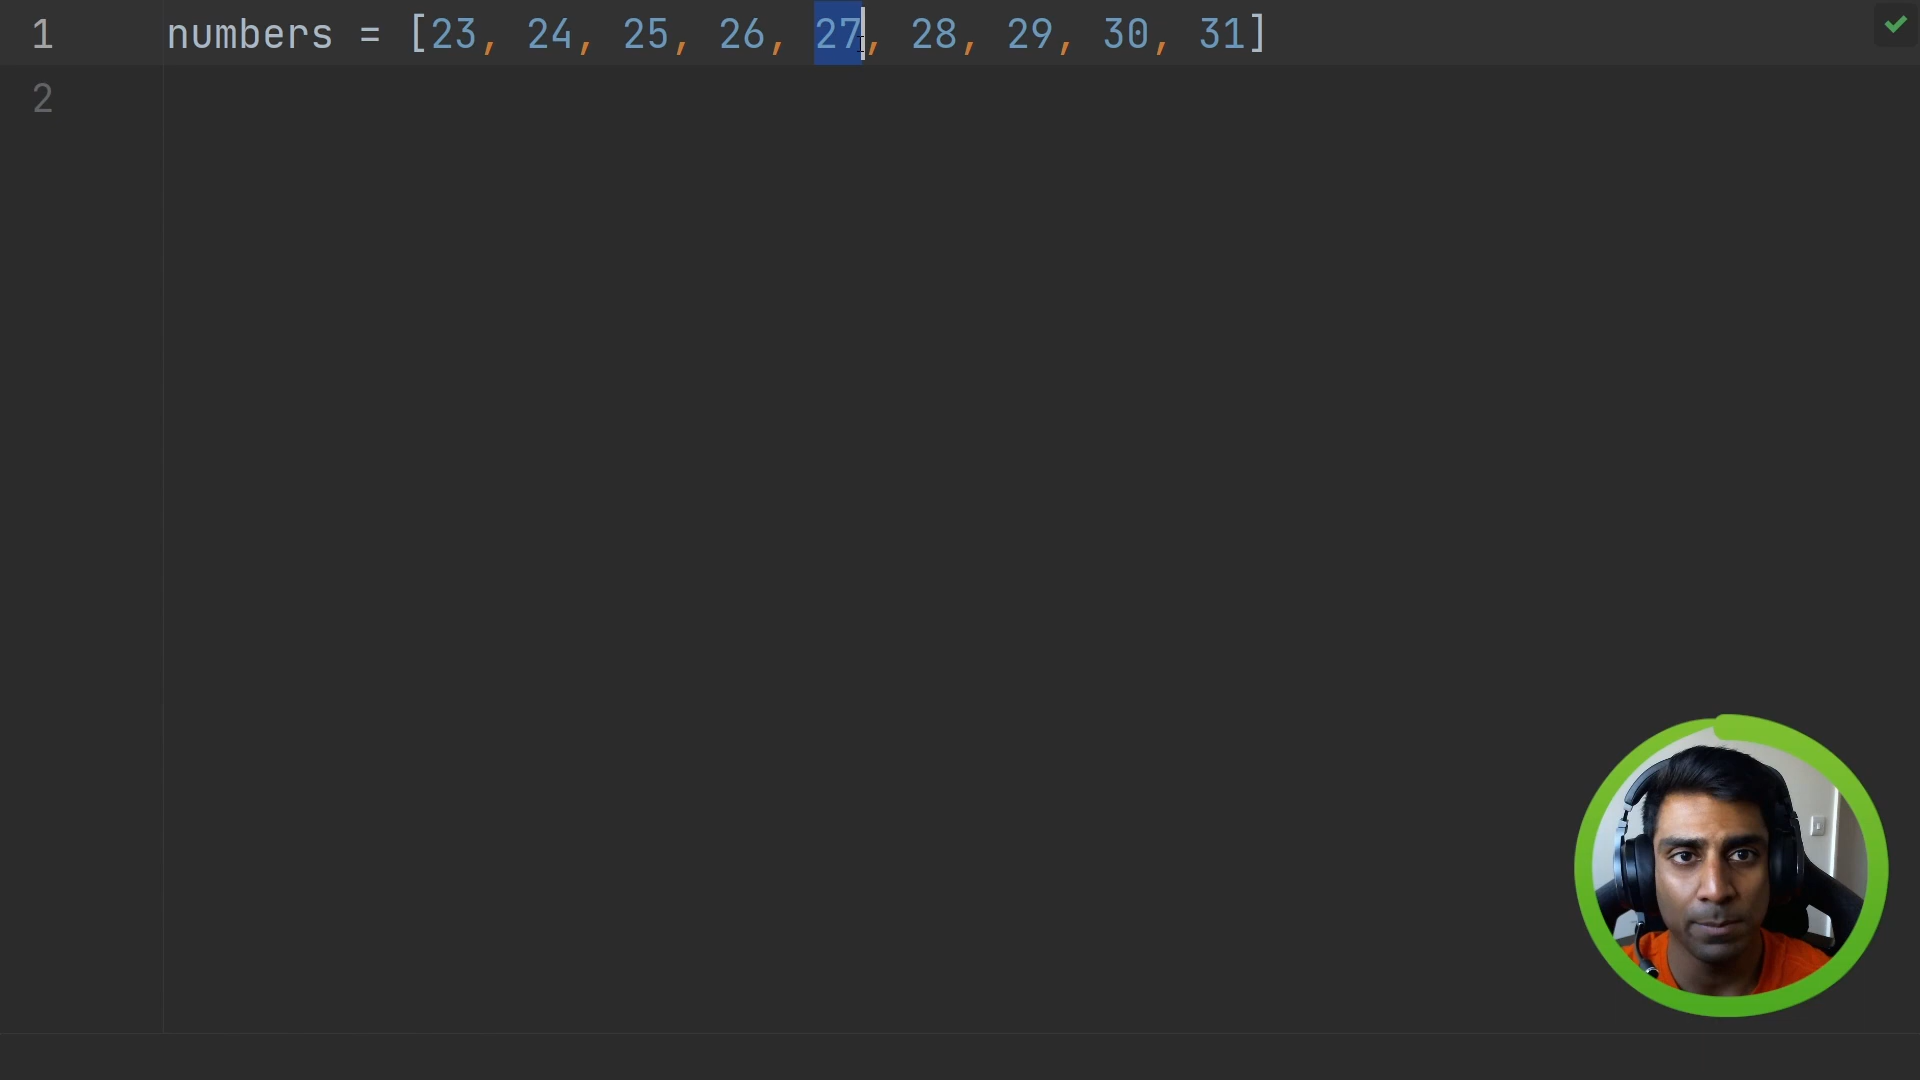 1 numbers = [23, 24, 25, 26, 27, 28, 29, 30, 31]
2